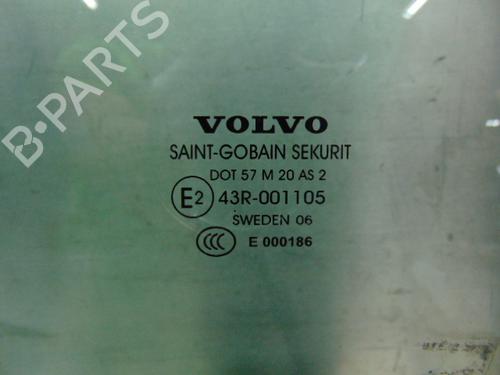 B-PARTS
VOLVO
SAINT-GOBAIN SEKURIT
DOT 57 M 20 AS 2
E2 43R-001105
SWEDEN 06
CCC E 000186